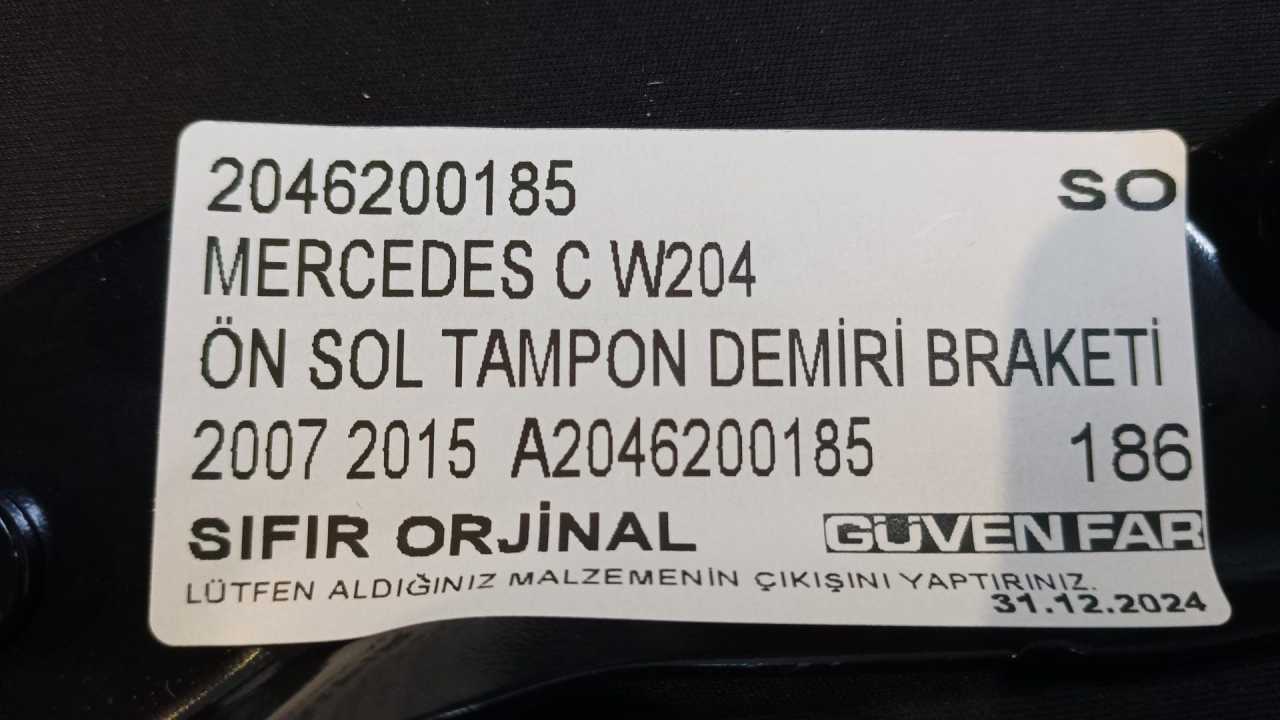 2046200185 SO
MERCEDES C W204
ÖN SOL TAMPON DEMİRİ BRAKETİ
2007 2015 A2046200185 186
SIFIR ORJİNAL GÜVEN FAR
LÜTFEN ALDIĞINIZ MALZEMENİN ÇIKIŞINI YAPTIRINIZ.
31.12.2024